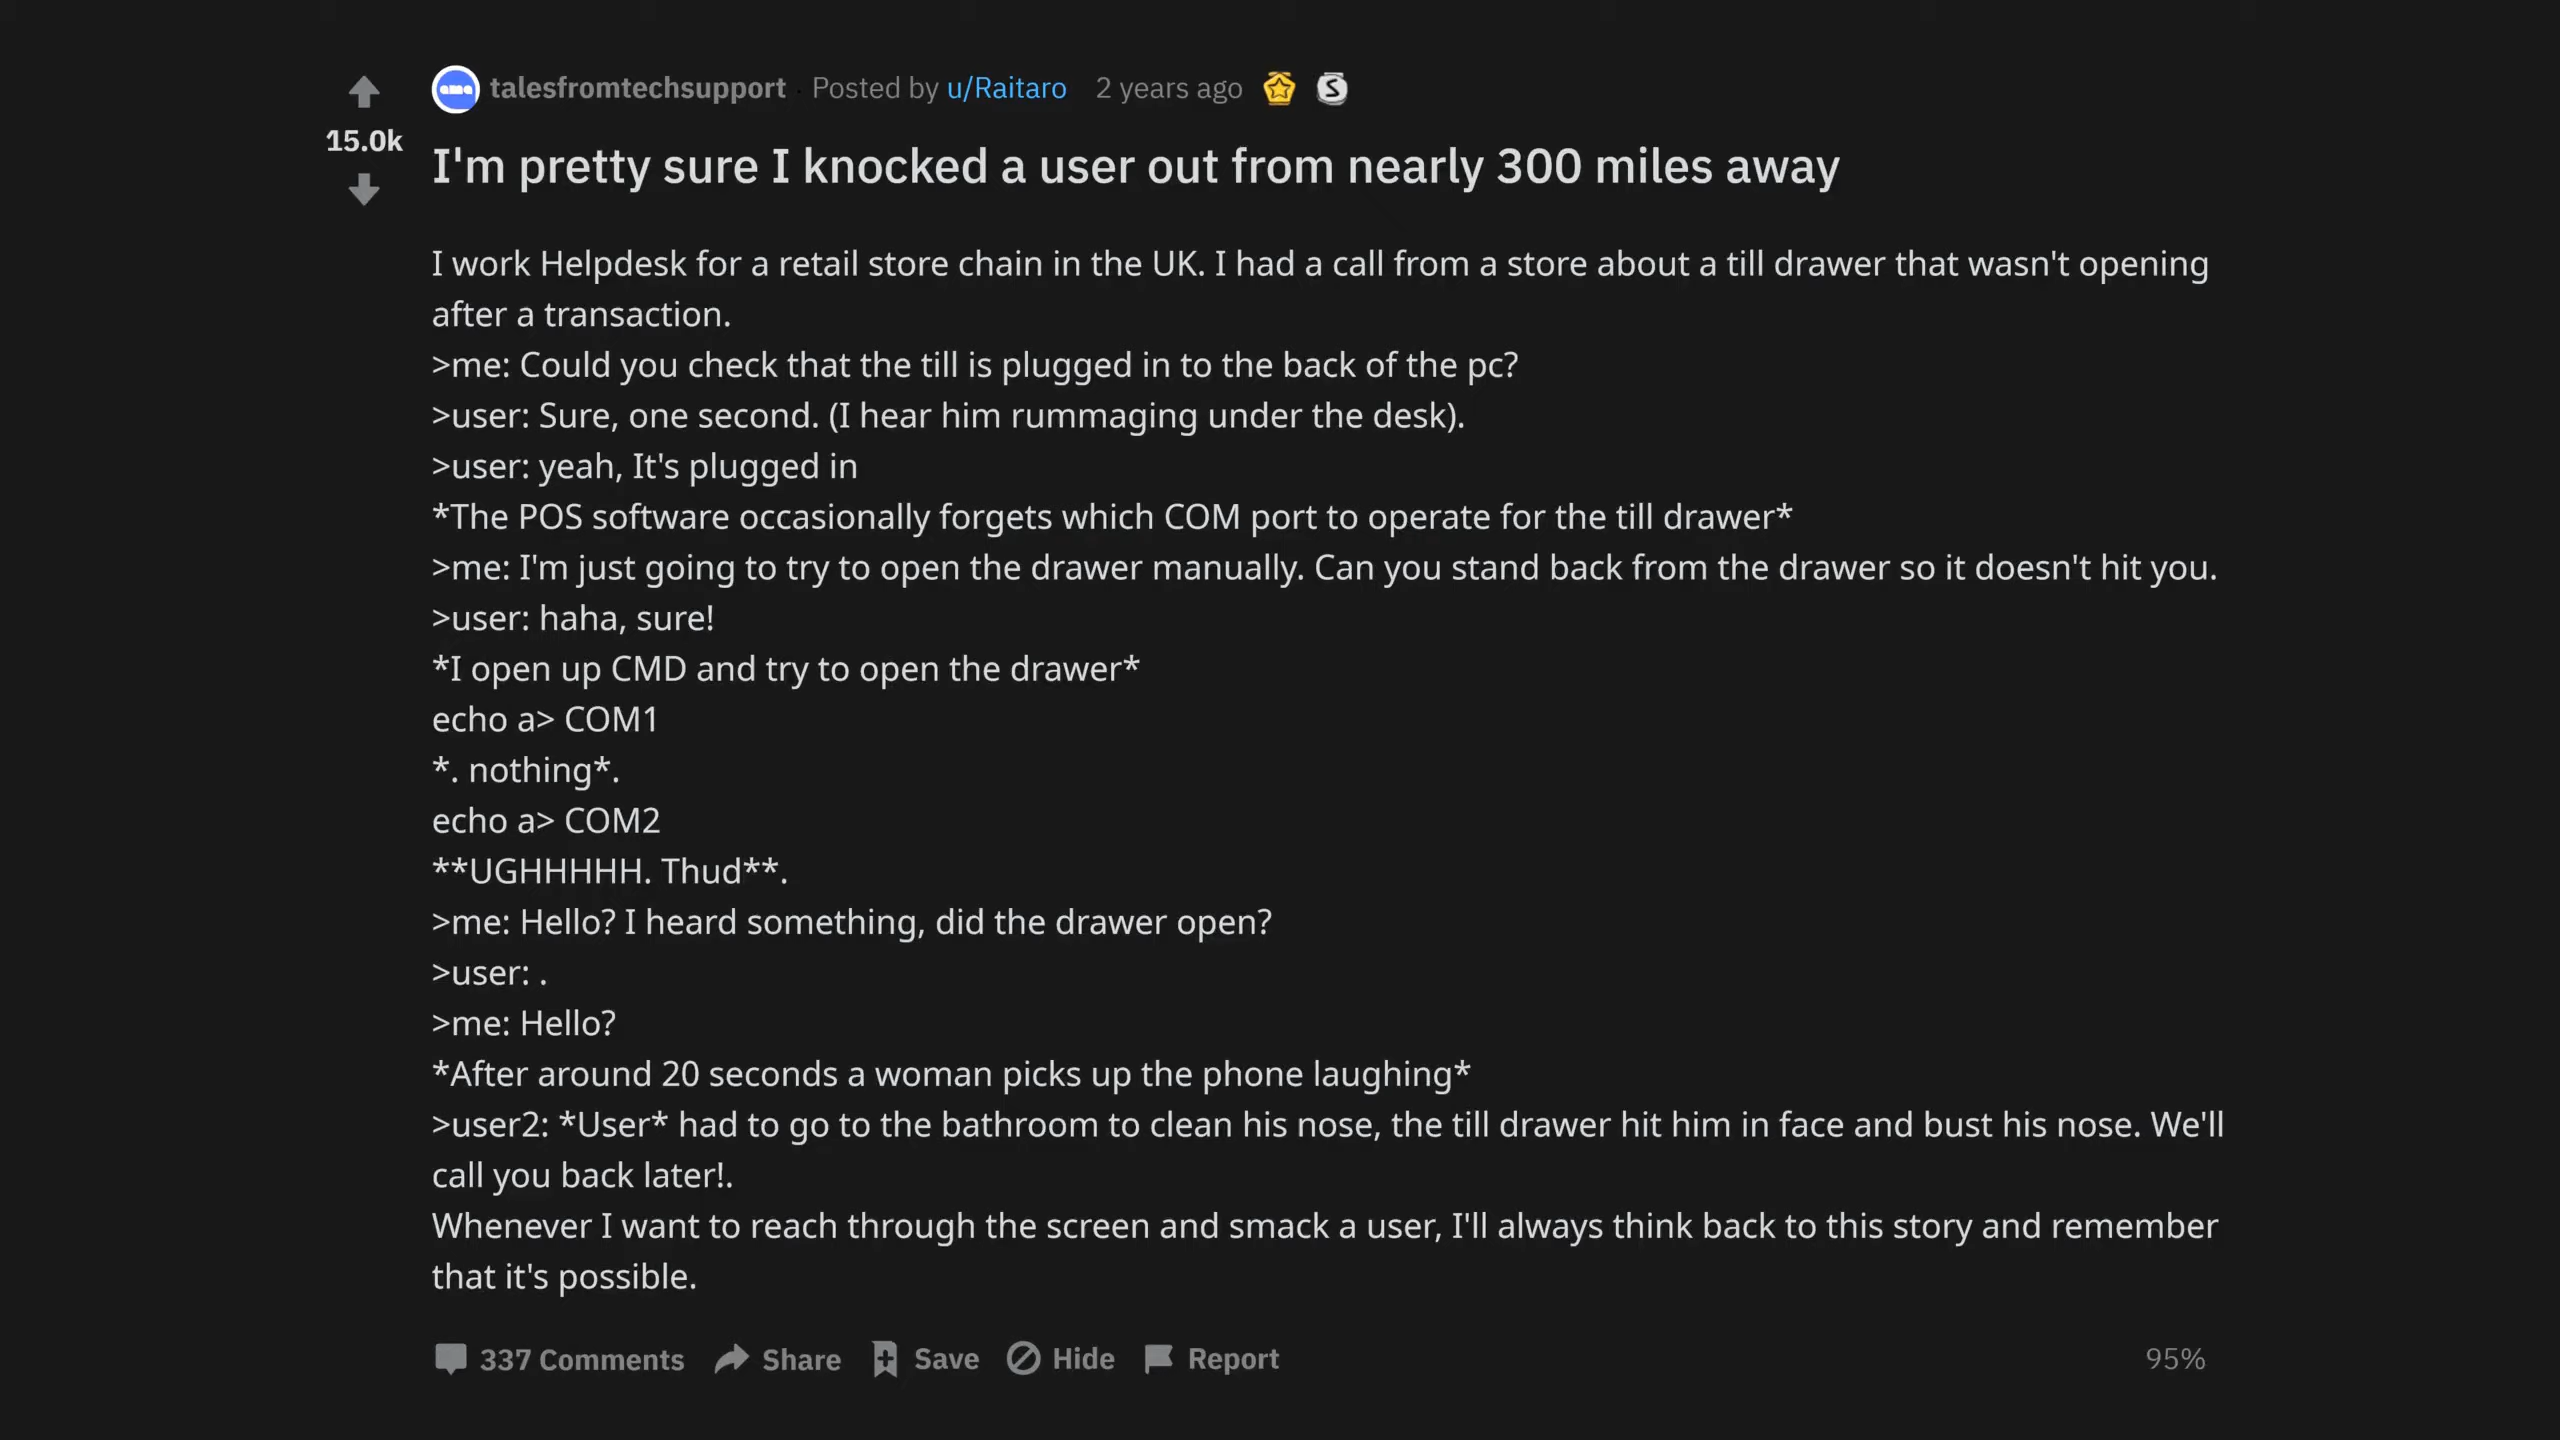 talesfromtechsupport · Posted by u/Raitaro 2 years ago
15.0k
I'm pretty sure I knocked a user out from nearly 300 miles away
I work Helpdesk for a retail store chain in the UK. I had a call from a store about a till drawer that wasn't opening
after a transaction.
>me: Could you check that the till is plugged in to the back of the pc?
>user: Sure, one second. (I hear him rummaging under the desk).
>user: yeah, It's plugged in
*The POS software occasionally forgets which COM port to operate for the till drawer*
>me: I'm just going to try to open the drawer manually. Can you stand back from the drawer so it doesn't hit you.
>user: haha, sure!
*I open up CMD and try to open the drawer*
echo a> COM1
*. nothing*.
echo a> COM2
**UGHHHHH. Thud**.
>me: Hello? I heard something, did the drawer open?
>user: .
>me: Hello?
*After around 20 seconds a woman picks up the phone laughing*
>user2: *User* had to go to the bathroom to clean his nose, the till drawer hit him in face and bust his nose. We'll
call you back later!.
Whenever I want to reach through the screen and smack a user, I'll always think back to this story and remember
that it's possible.
337 Comments Share Save Hide Report 95%